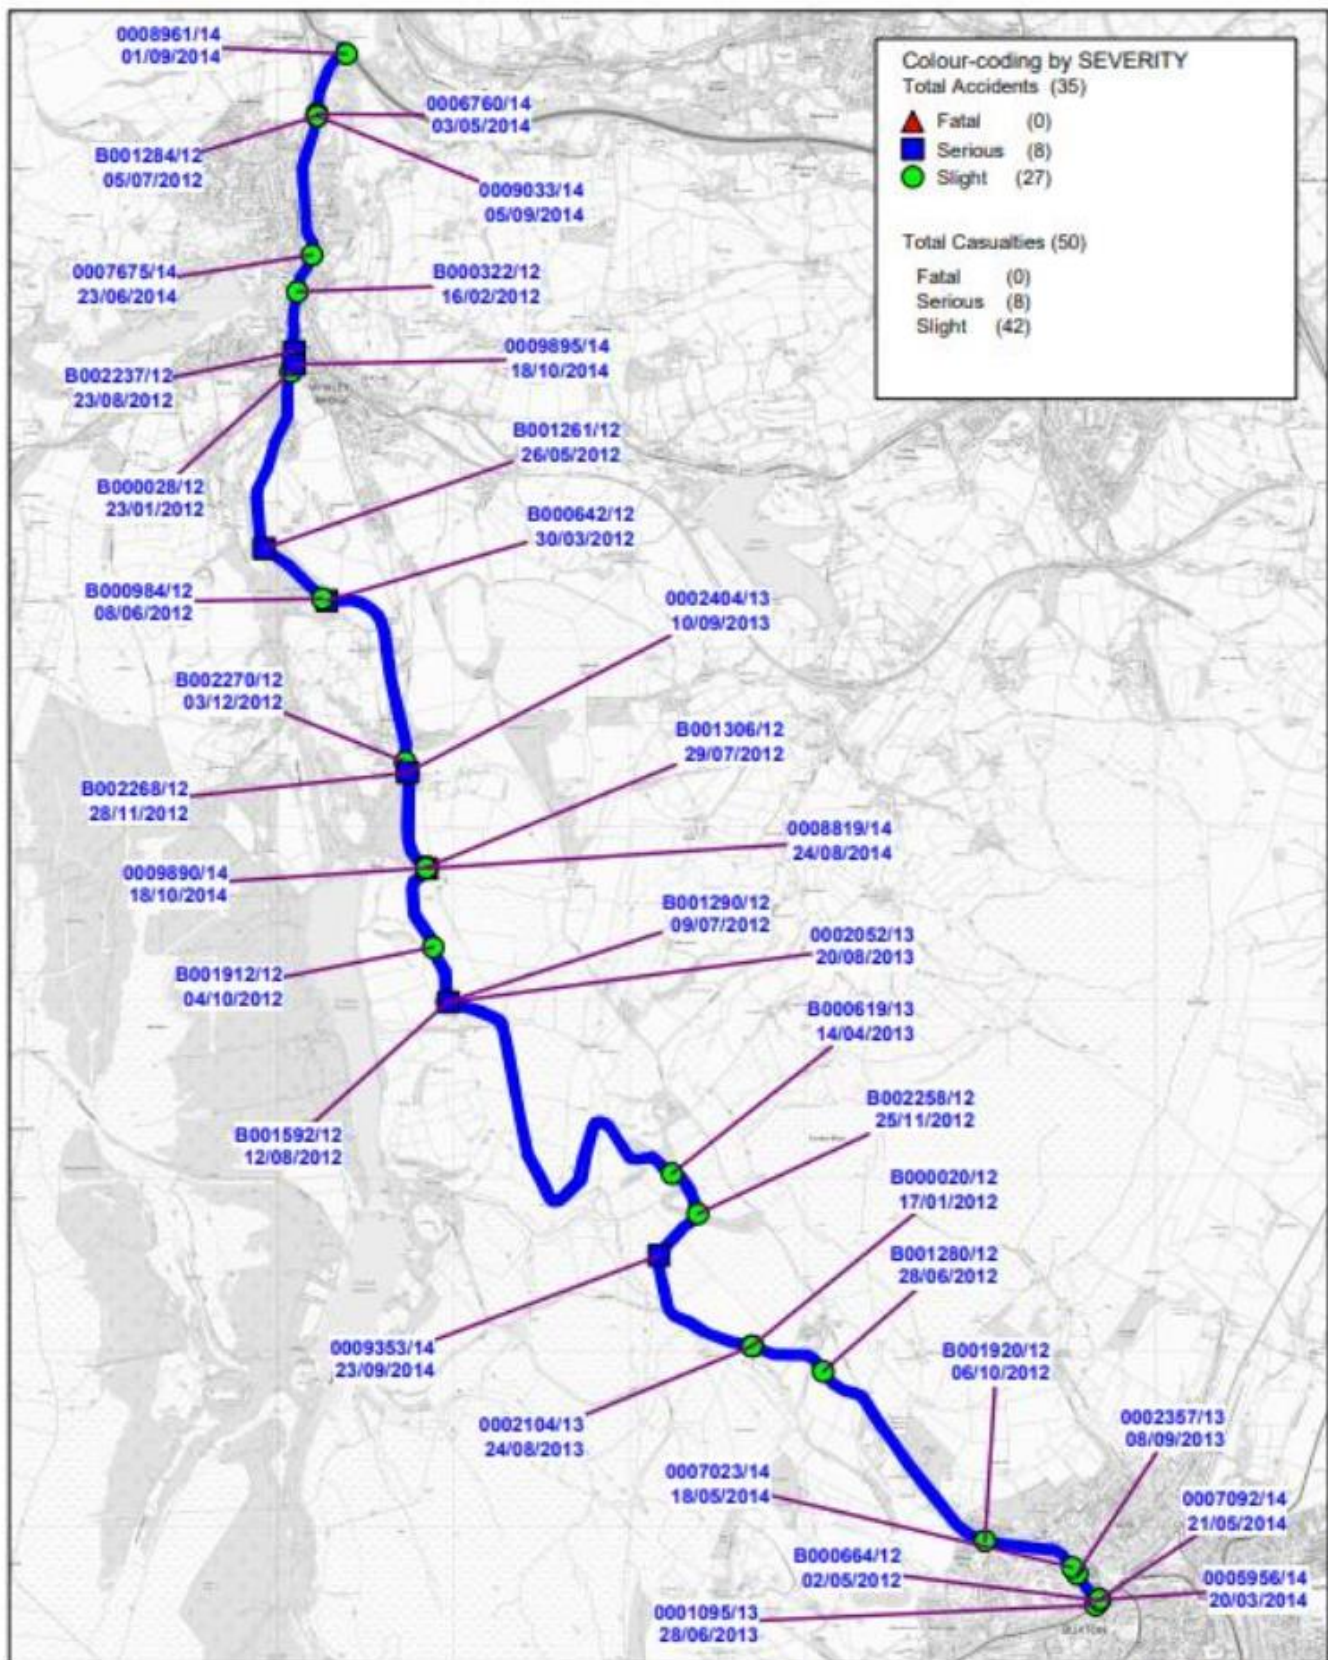 Colour-coding by SEVERITY
Total Accidents (35)
Fatal (0)
Serious (8)
Slight (27)
Total Casualties (50)
Fatal (0)
Serious (8)
Slight (42)
0008961/14
01/09/2014
0006760/14
03/05/2014
B001284/12
05/07/2012
0009033/14
05/09/2014
0007675/14
23/06/2014
B000322/12
16/02/2012
0009895/14
18/10/2014
B002237/12
23/08/2012
B001261/12
26/05/2012
B000028/12
23/01/2012
B000642/12
30/03/2012
B000984/12
08/06/2012
0002404/13
10/09/2013
B002270/12
03/12/2012
B001306/12
29/07/2012
B002268/12
28/11/2012
0008819/14
24/08/2014
0009890/14
18/10/2014
B001290/12
09/07/2012
0002052/13
20/08/2013
B001912/12
04/10/2012
B000619/13
14/04/2013
B002258/12
25/11/2012
B001592/12
12/08/2012
B000020/12
17/01/2012
B001280/12
28/06/2012
0009353/14
23/09/2014
B001920/12
06/10/2012
0002104/13
24/08/2013
0002357/13
08/09/2013
0007023/14
18/05/2014
0007092/14
21/05/2014
B000664/12
02/05/2012
0005956/14
20/03/2014
0001095/13
28/06/2013
BUXTON